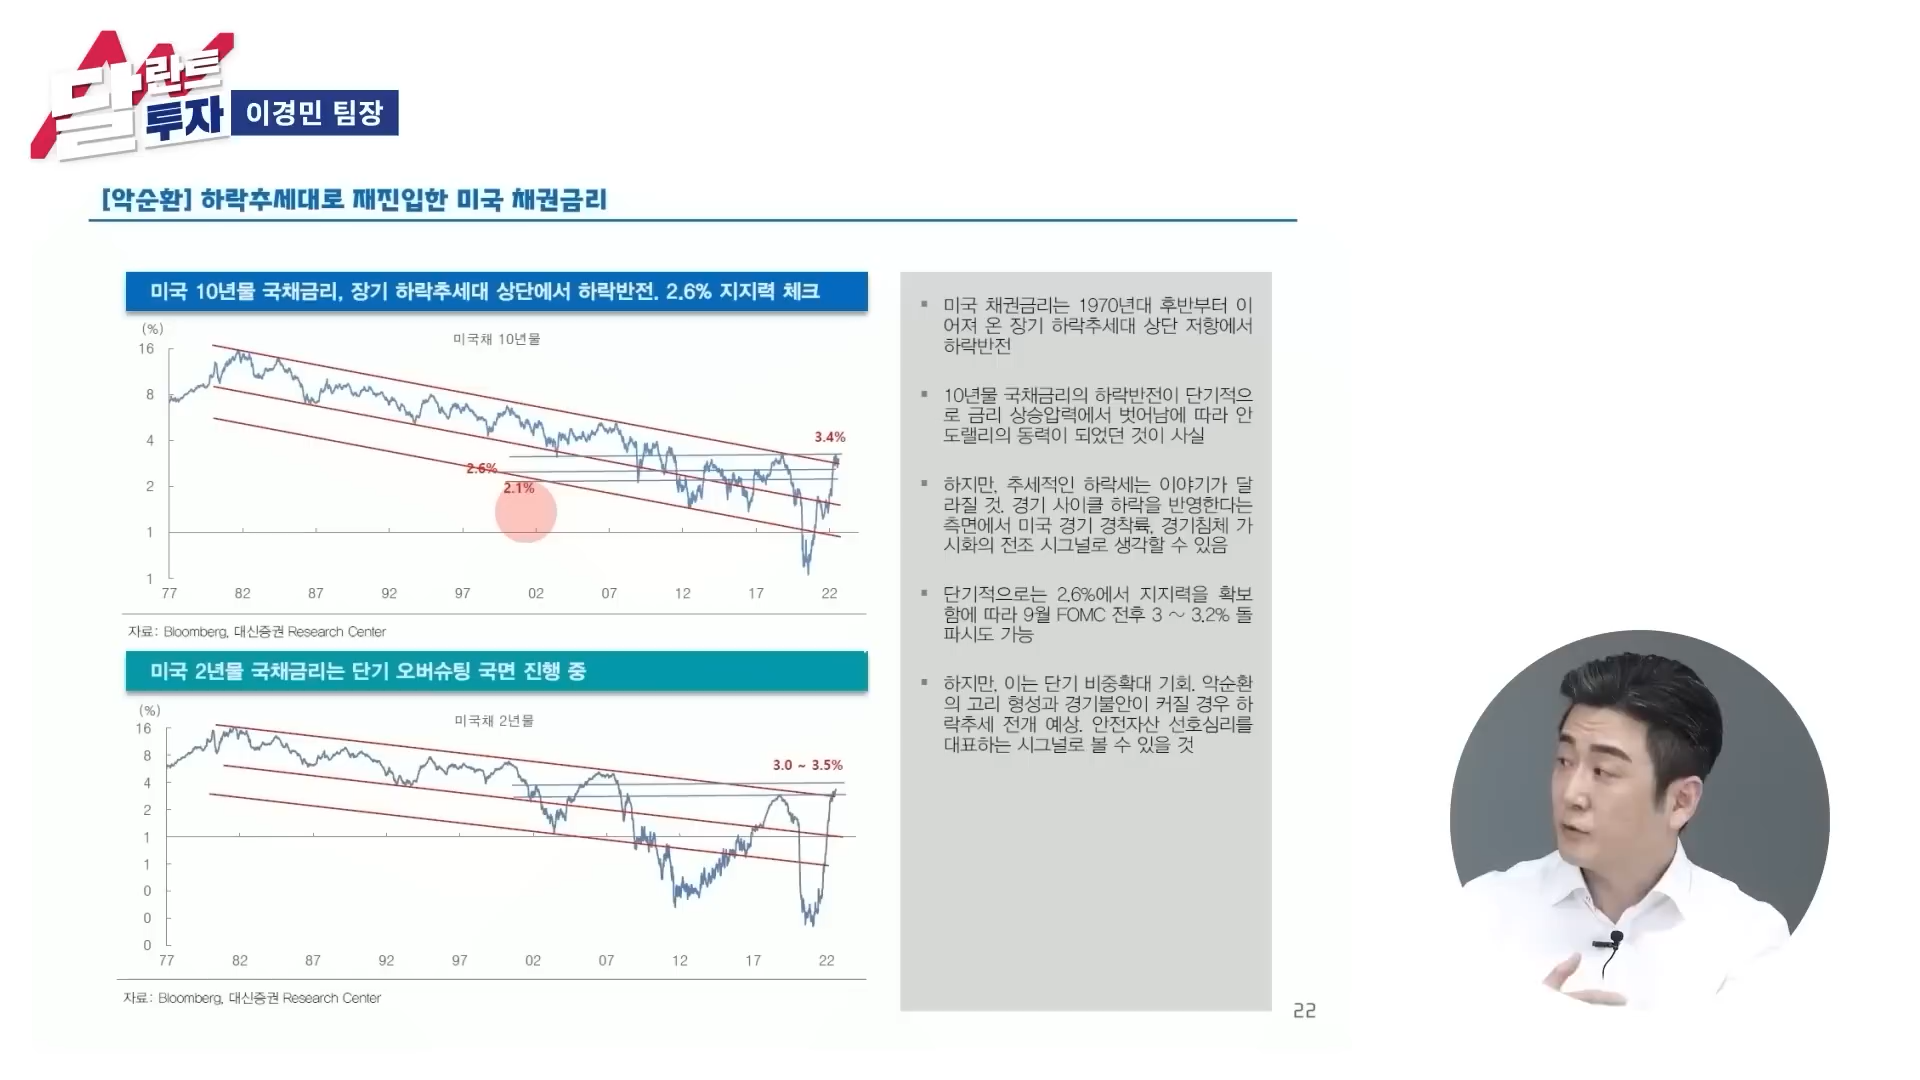 달란트
투자
이경민 팀장
[악순환] 하락추세대로 재진입한 미국 채권금리
미국 10년물 국채금리, 장기 하락추세대 상단에서 하락반전. 2.6% 지지력 체크
(%)
미국채 10년물
16
8
4
2
1
1
3.4%
2.6%
2.1%
77 82 87 92 97 02 07 12 17 22
자료: Bloomberg, 대신증권 Research Center
미국 2년물 국채금리는 단기 오버슈팅 국면 진행 중
(%)
미국채 2년물
16
8
4
2
1
1
0
0
0
3.0 ~ 3.5%
77 82 87 92 97 02 07 12 17 22
자료: Bloomberg, 대신증권 Research Center
▪ 미국 채권금리는 1970년대 후반부터 이
어져 온 장기 하락추세대 상단 저항에서
하락반전
▪ 10년물 국채금리의 하락반전이 단기적으
로 금리 상승압력에서 벗어남에 따라 안
도랠리의 동력이 되었던 것이 사실
▪ 하지만, 추세적인 하락세는 이야기가 달
라질 것. 경기 사이클 하락을 반영한다는
측면에서 미국 경기 경착륙, 경기침체 가
시화의 전조 시그널로 생각할 수 있음
▪ 단기적으로는 2.6%에서 지지력을 확보
함에 따라 9월 FOMC 전후 3 ~ 3.2% 돌
파시도 가능
▪ 하지만, 이는 단기 비중확대 기회. 악순환
의 고리 형성과 경기불안이 커질 경우 하
락추세 전개 예상. 안전자산 선호심리를
대표하는 시그널로 볼 수 있을 것
22